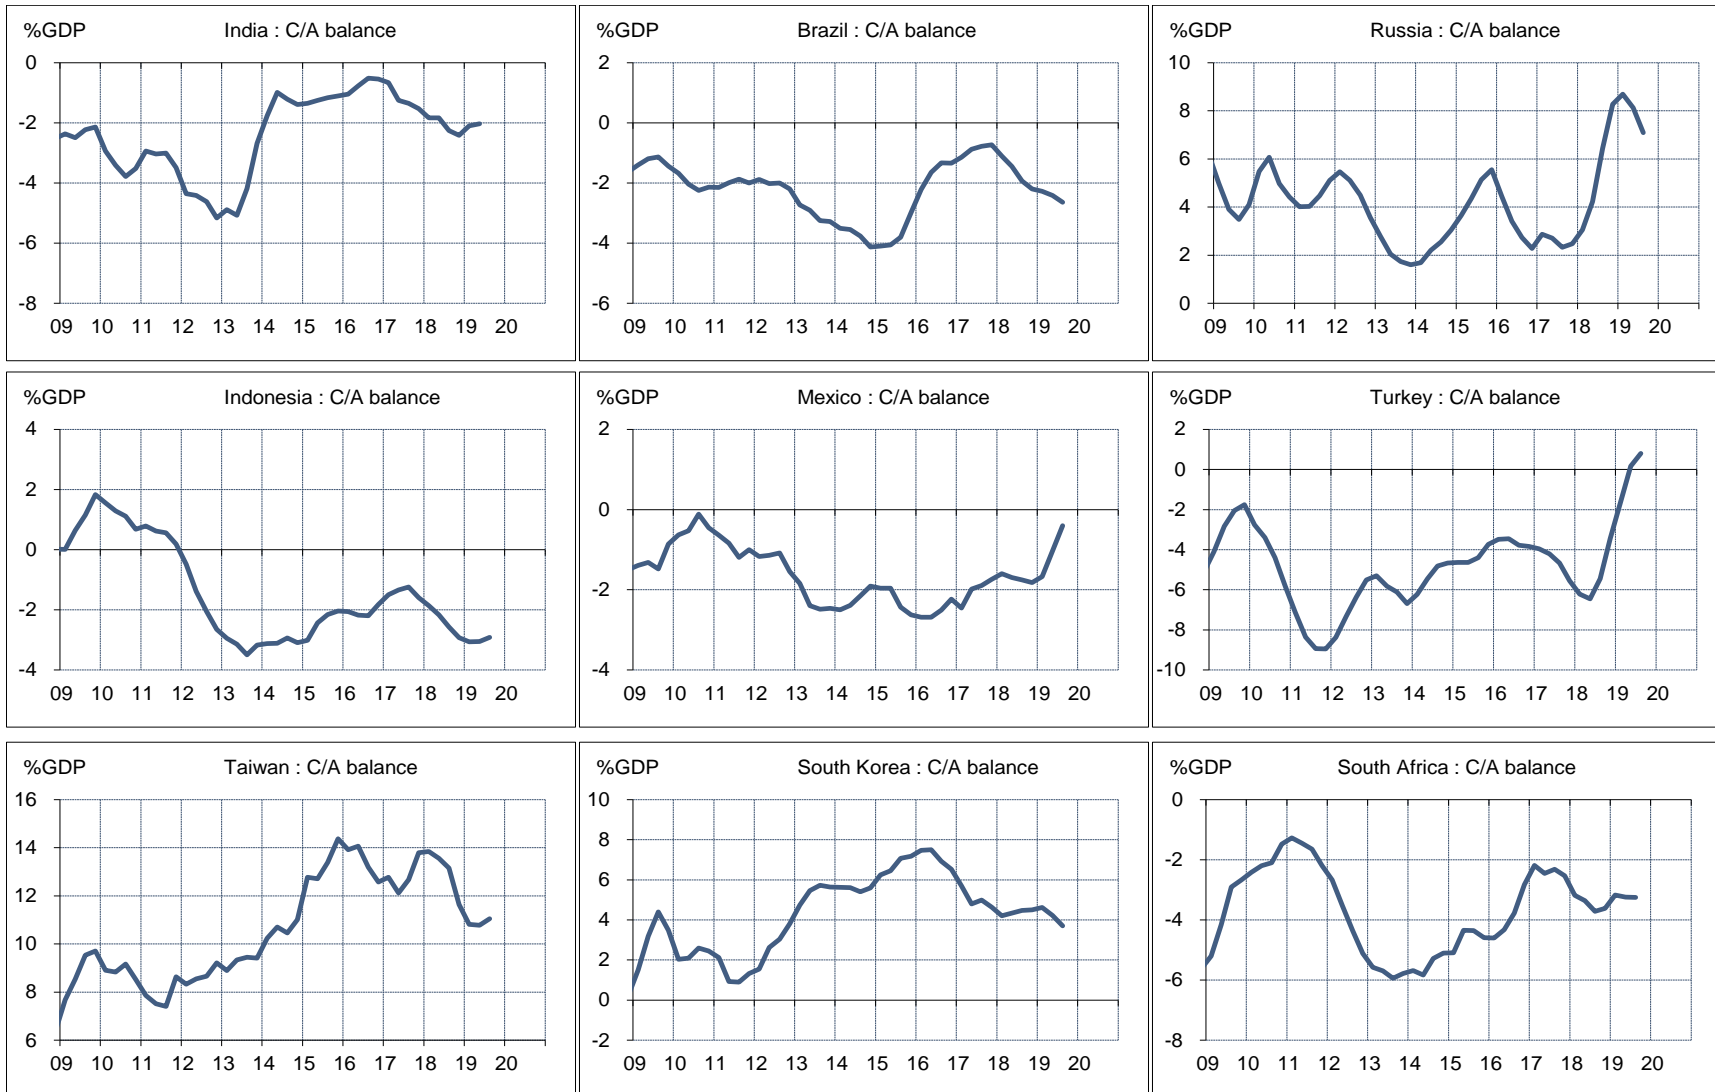 %GDP India : C/A balance
0
-2
-4
-6
-8
09 10 11 12 13 14 15 16 17 18 19 20
%GDP Brazil : C/A balance
2
0
-2
-4
-6
09 10 11 12 13 14 15 16 17 18 19 20
%GDP Russia : C/A balance
10
8
6
4
2
0
09 10 11 12 13 14 15 16 17 18 19 20
%GDP Indonesia : C/A balance
4
2
0
-2
-4
09 10 11 12 13 14 15 16 17 18 19 20
%GDP Mexico : C/A balance
2
0
-2
-4
09 10 11 12 13 14 15 16 17 18 19 20
%GDP Turkey : C/A balance
2
0
-2
-4
-6
-8
-10
09 10 11 12 13 14 15 16 17 18 19 20
%GDP Taiwan : C/A balance
16
14
12
10
8
6
09 10 11 12 13 14 15 16 17 18 19 20
%GDP South Korea : C/A balance
10
8
6
4
2
0
-2
09 10 11 12 13 14 15 16 17 18 19 20
%GDP South Africa : C/A balance
0
-2
-4
-6
-8
09 10 11 12 13 14 15 16 17 18 19 20